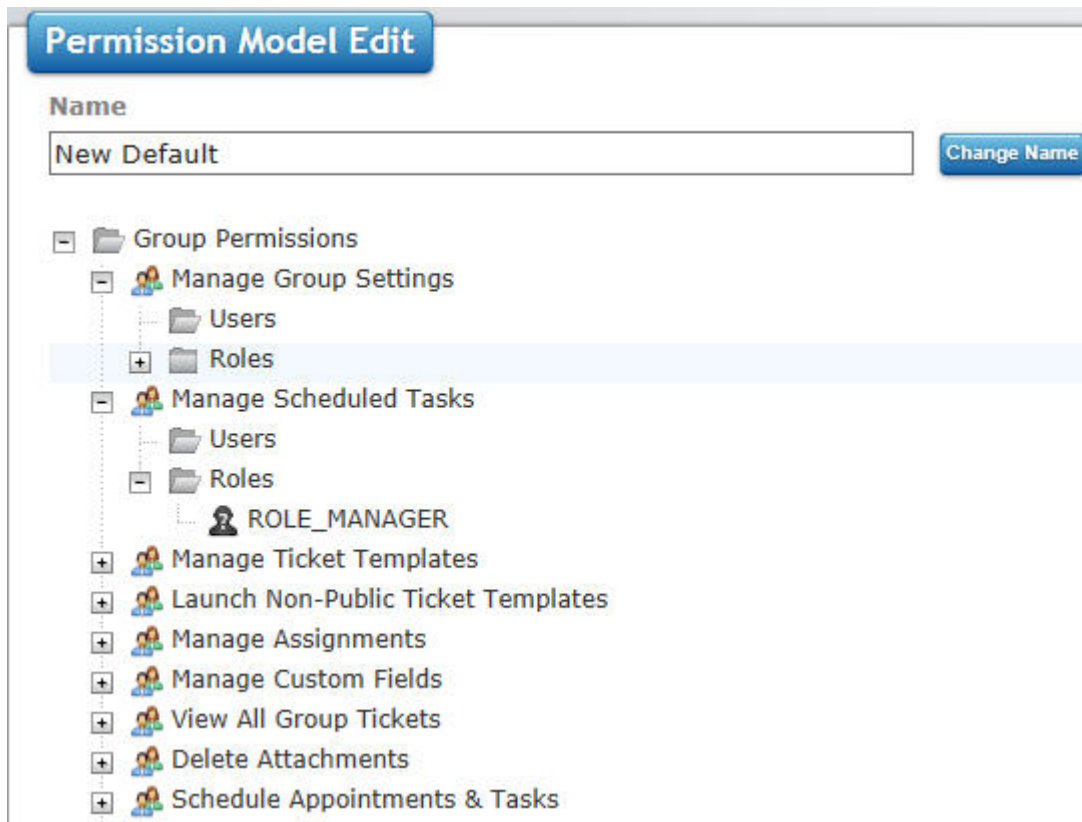 Permission Model Edit
Name
New Default
Change Name
Group Permissions
Manage Group Settings
Users
Roles
Manage Scheduled Tasks
Users
Roles
ROLE_MANAGER
Manage Ticket Templates
Launch Non-Public Ticket Templates
Manage Assignments
Manage Custom Fields
View All Group Tickets
Delete Attachments
Schedule Appointments & Tasks